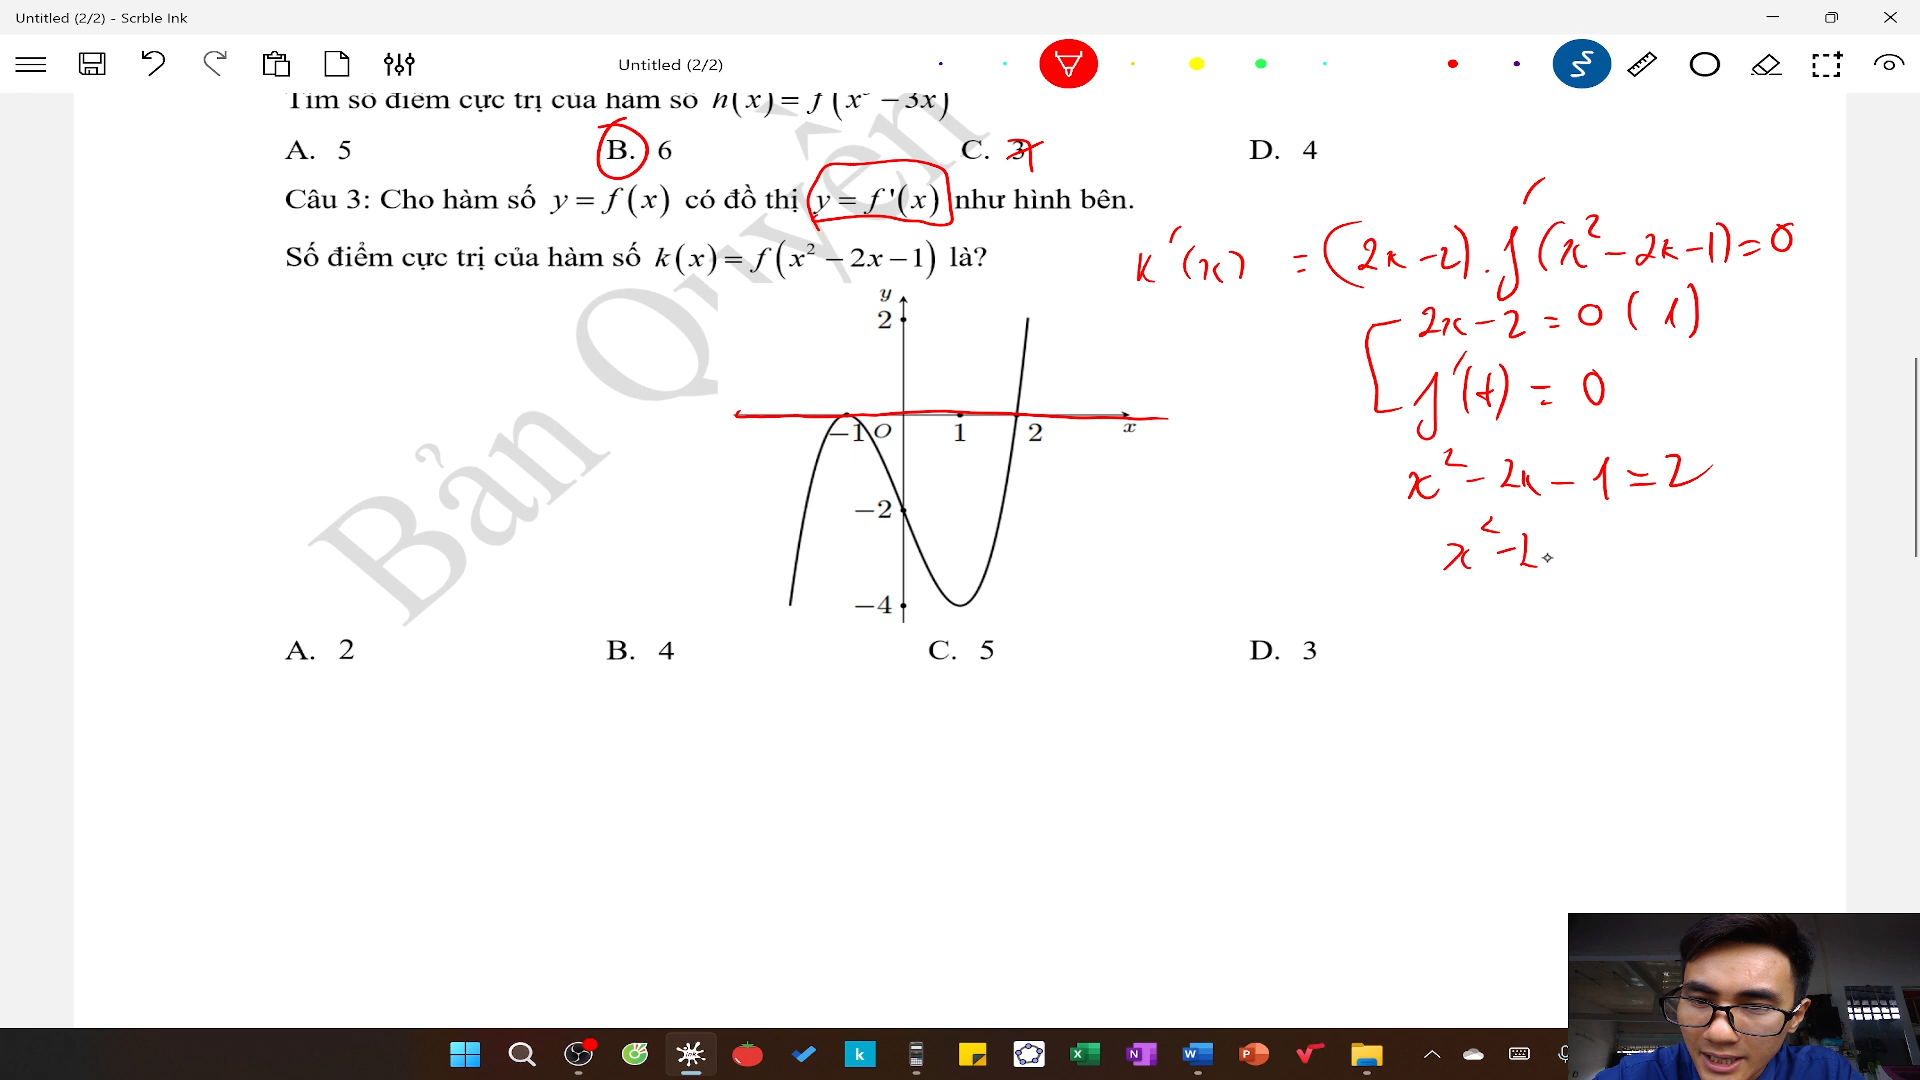 Untitled (2/2) - Scrble Ink
Untitled (2/2)
Tìm số điểm cực trị của hàm số h(x) = f(x² − 3x)
A. 5 B. 6 C. 3 D. 4
Câu 3: Cho hàm số y = f(x) có đồ thị y = f'(x) như hình bên.
Số điểm cực trị của hàm số k(x) = f(x² − 2x − 1) là?
k'(x) = (2x − 2).f'(x² − 2x − 1) = 0
2x − 2 = 0 (1)
f'(t) = 0
x² − 2x − 1 = 2
x² − 2
y
2
−1 O 1 2 x
−2
−4
A. 2 B. 4 C. 5 D. 3
Bản Quyền